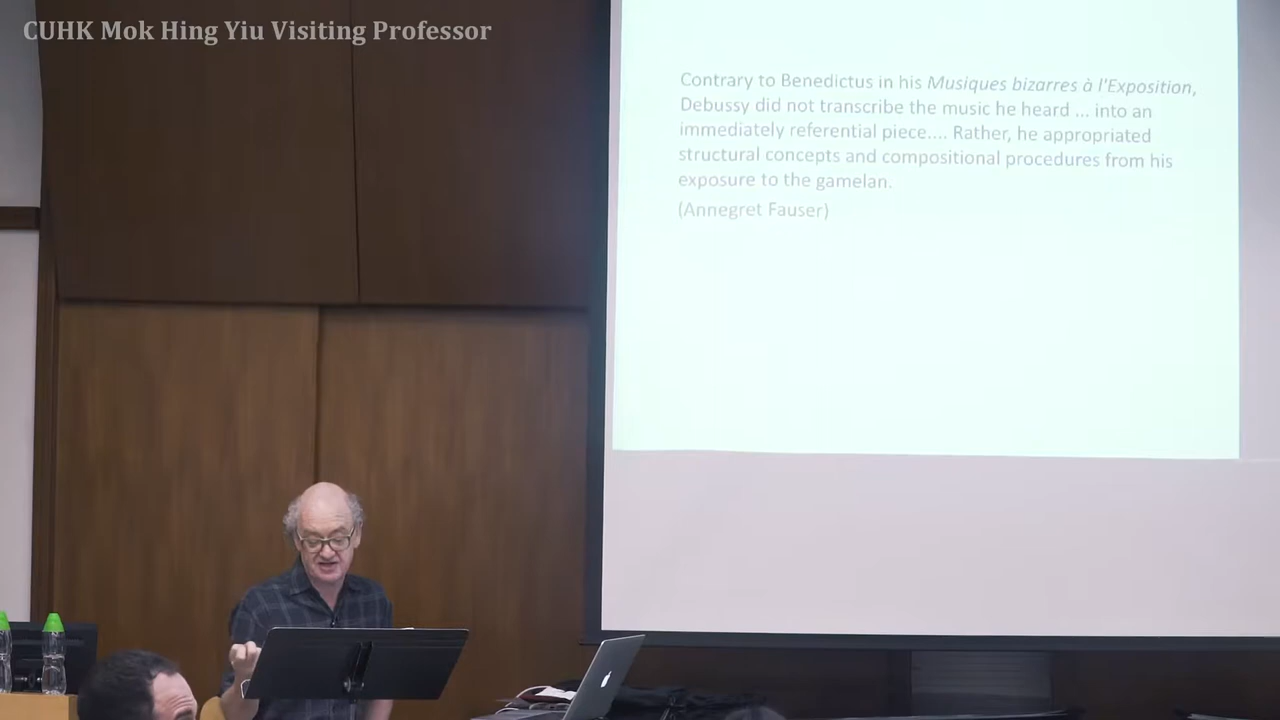 CUHK Mok Hing Yiu Visiting Professor
Contrary to Benedictus in his Musiques bizarres à l'Exposition,
Debussy did not transcribe the music he heard ... into an
immediately referential piece.... Rather, he appropriated
structural concepts and compositional procedures from his
exposure to the gamelan.
(Annegret Fauser)